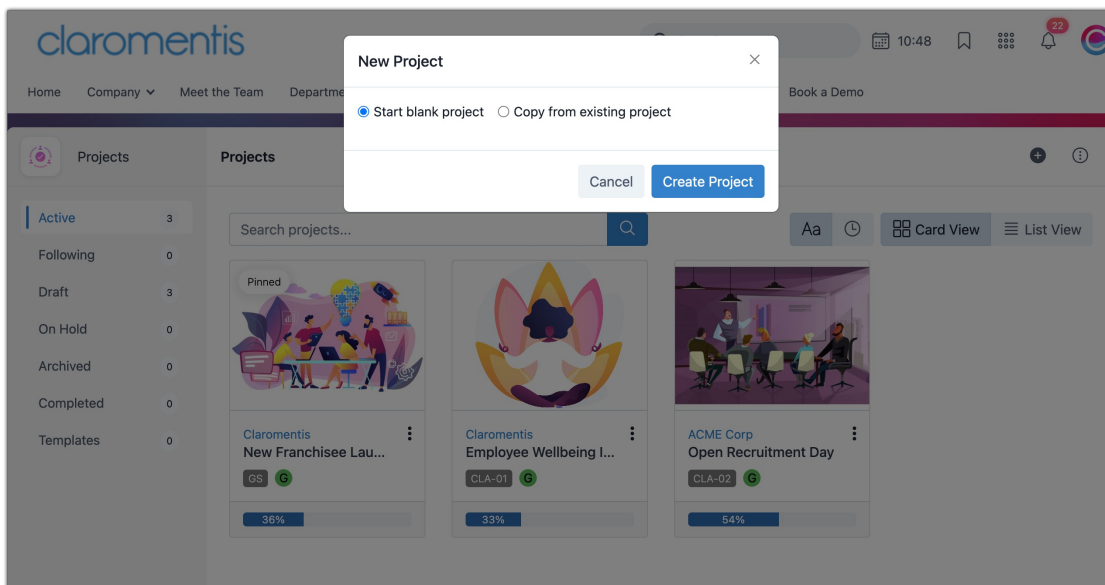 claromentis
10:48
22
Home Company Meet the Team Departme
Book a Demo
New Project
Start blank project Copy from existing project
Cancel Create Project
Projects
Projects
Active 3
Following 0
Draft 3
On Hold 0
Archived 0
Completed 0
Templates 0
Search projects...
Aa Card View List View
Pinned
Claromentis
New Franchisee Lau...
GS G
36%
Claromentis
Employee Wellbeing I...
CLA-01 G
33%
ACME Corp
Open Recruitment Day
CLA-02 G
54%